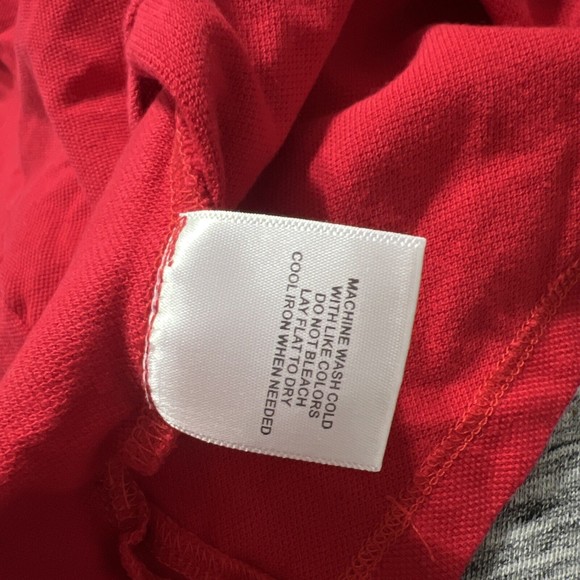 MACHINE WASH COLD
WITH LIKE COLORS
DO NOT BLEACH
LAY FLAT TO DRY
COOL IRON WHEN NEEDED